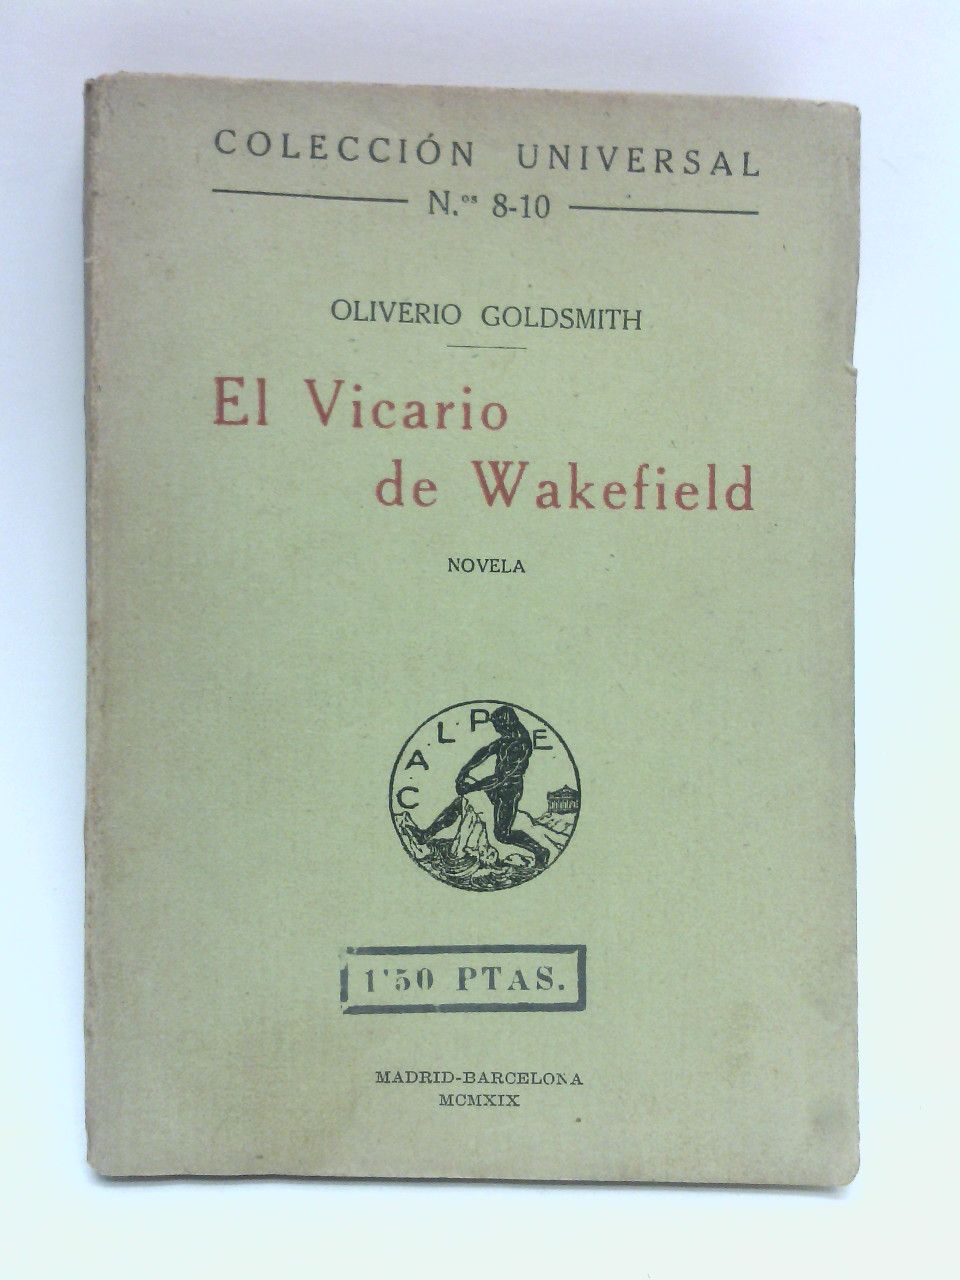 COLECCIÓN UNIVERSAL
N.os 8-10
OLIVERIO GOLDSMITH
El Vicario
de Wakefield
NOVELA
CALPE
1'50 PTAS.
MADRID-BARCELONA
MCMXIX